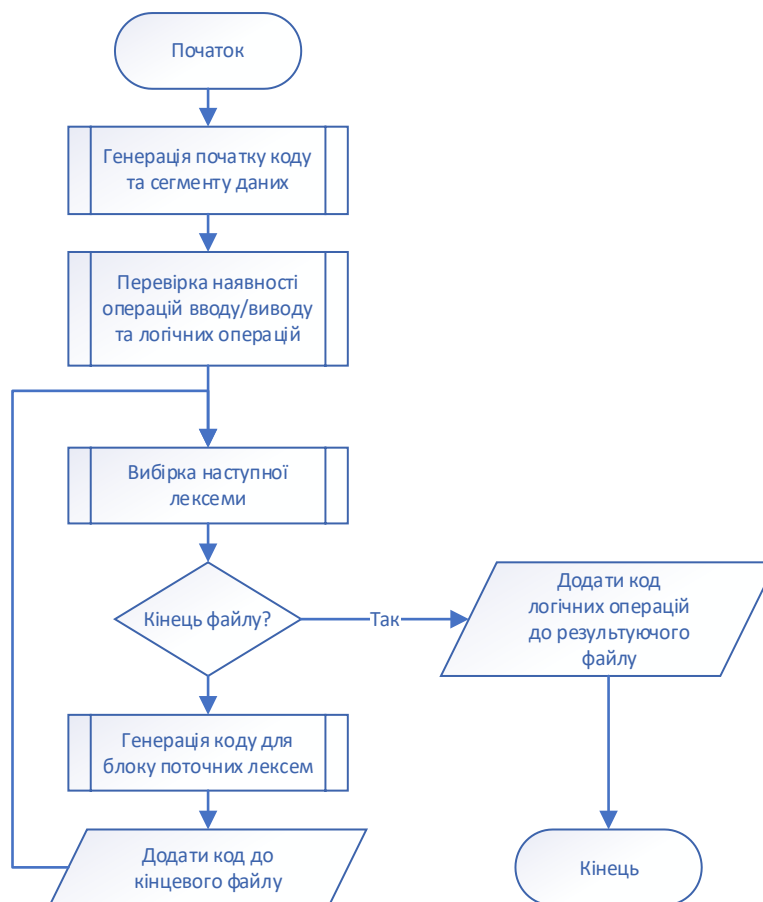 Початок
Генерація початку коду
та сегменту даних
Перевірка наявності
операцій вводу/виводу
та логічних операцій
Вибірка наступної
лексеми
Кінець файлу?
Так
Додати код
логічних операцій
до результуючого
файлу
Генерація коду для
блоку поточних лексем
Додати код до
кінцевого файлу
Кінець